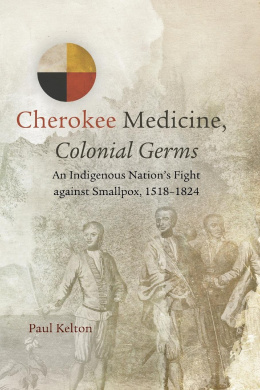 Cherokee Medicine,
Colonial Germs
An Indigenous Nation's Fight
against Smallpox, 1518–1824
Paul Kelton